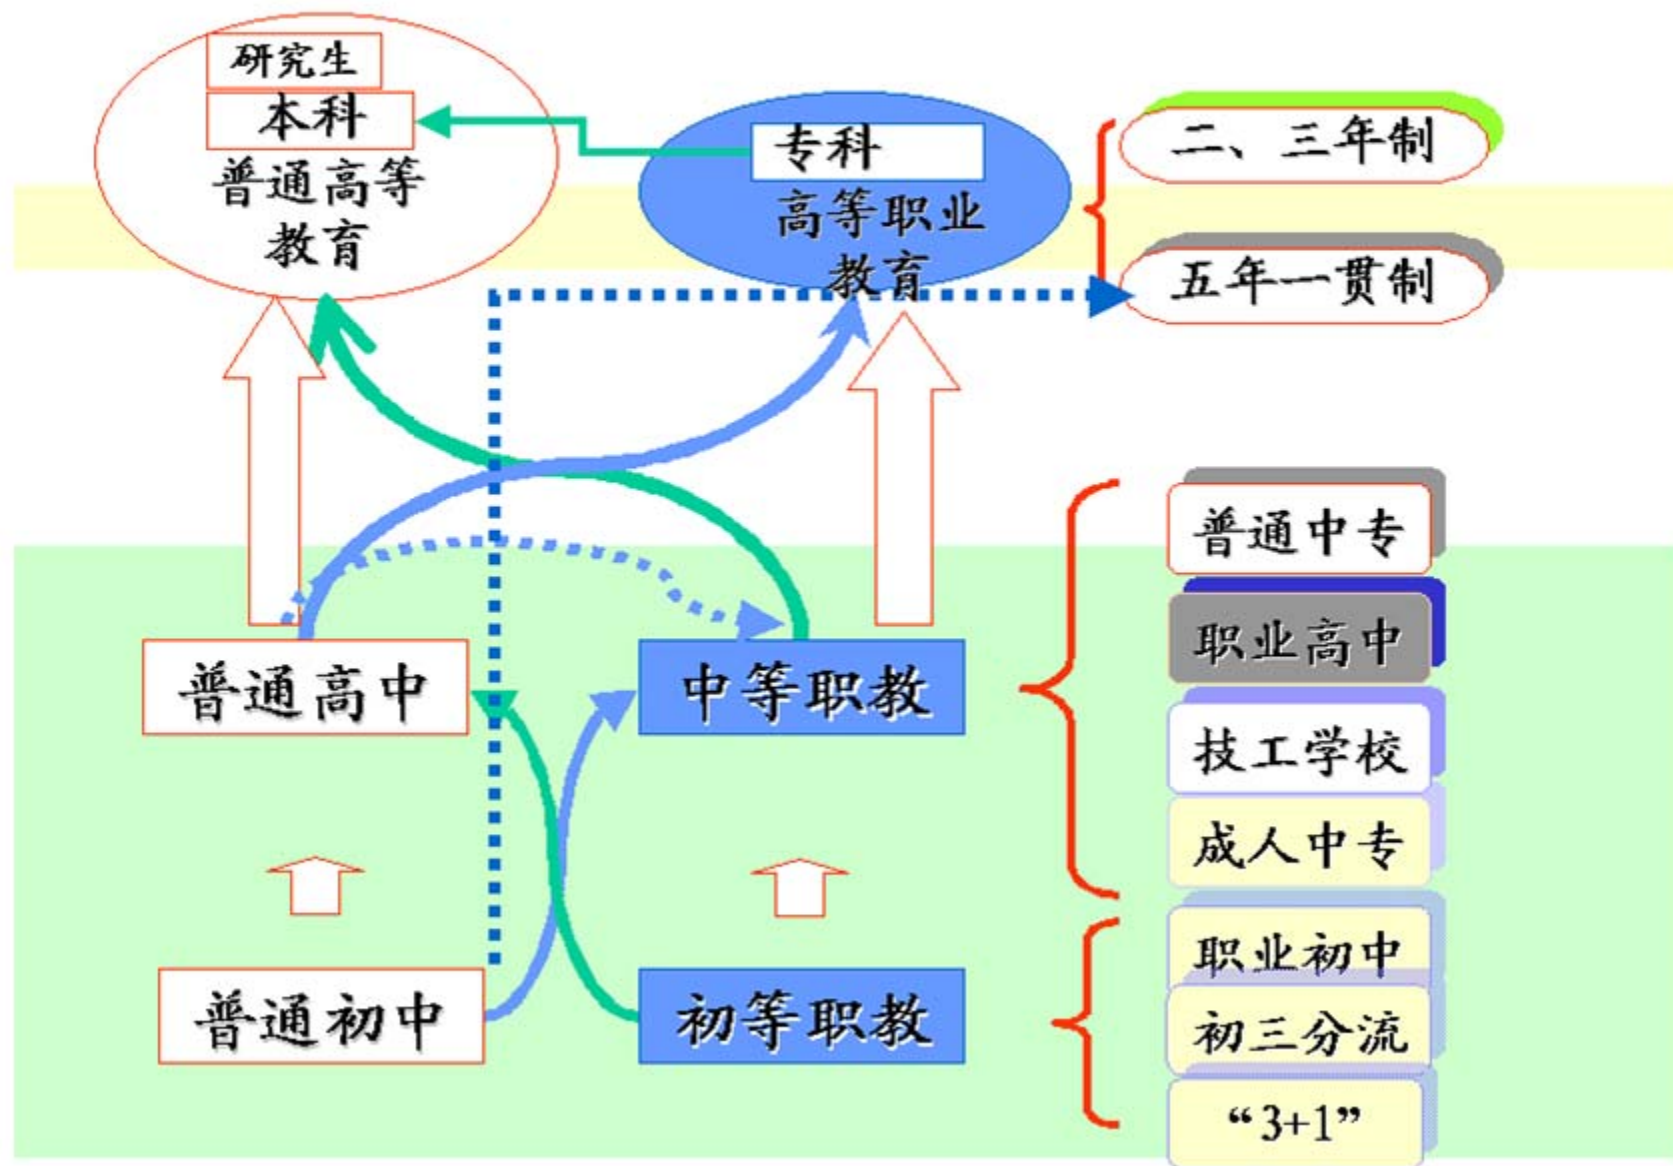 研究生
本科
普通高等
教育
专科
高等职业
教育
二、三年制
五年一贯制
普通高中
中等职教
普通中专
职业高中
技工学校
成人中专
普通初中
初等职教
职业初中
初三分流
“3+1”